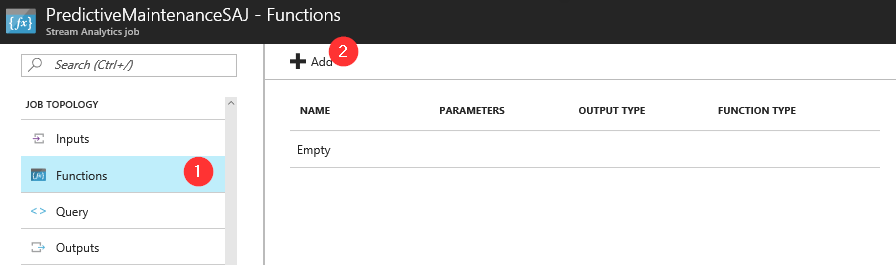 PredictiveMaintenanceSAJ - Functions
Stream Analytics job
Search (Ctrl+/)
2
Add
JOB TOPOLOGY
NAME PARAMETERS OUTPUT TYPE FUNCTION TYPE
Inputs
Empty
Functions
1
Query
Outputs